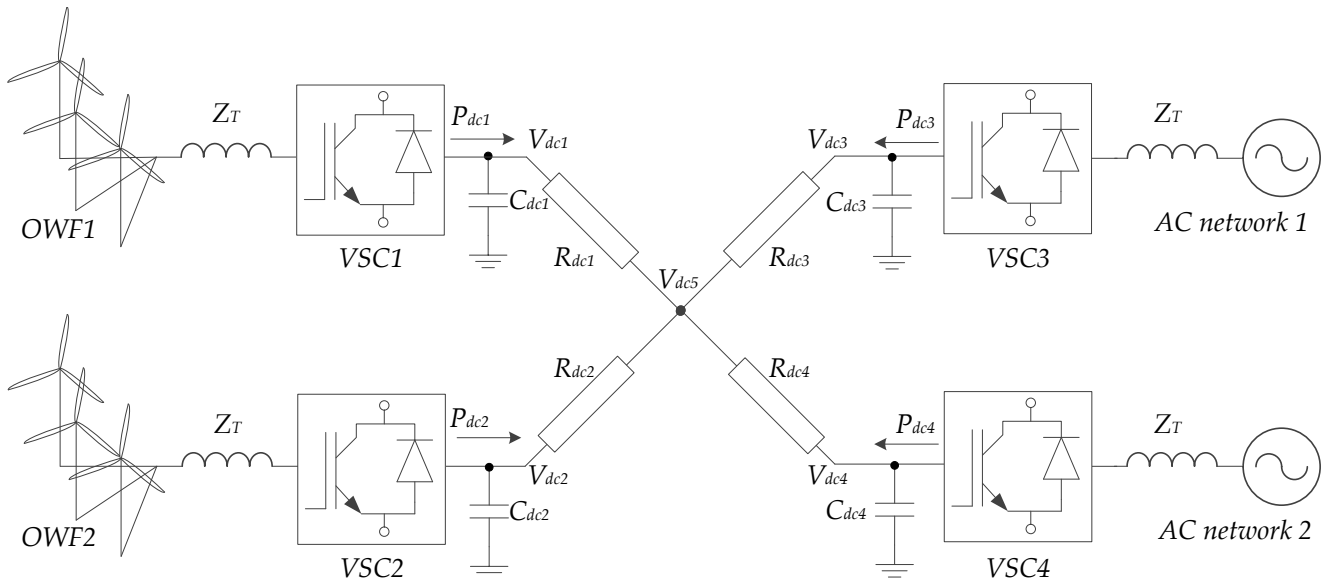 Z_T
P_dc1
V_dc1
C_dc1
R_dc1
OWF1
VSC1
V_dc3
P_dc3
Z_T
C_dc3
R_dc3
VSC3
AC network 1
V_dc5
Z_T
P_dc2
R_dc2
V_dc2
C_dc2
OWF2
VSC2
R_dc4
P_dc4
Z_T
V_dc4
C_dc4
VSC4
AC network 2